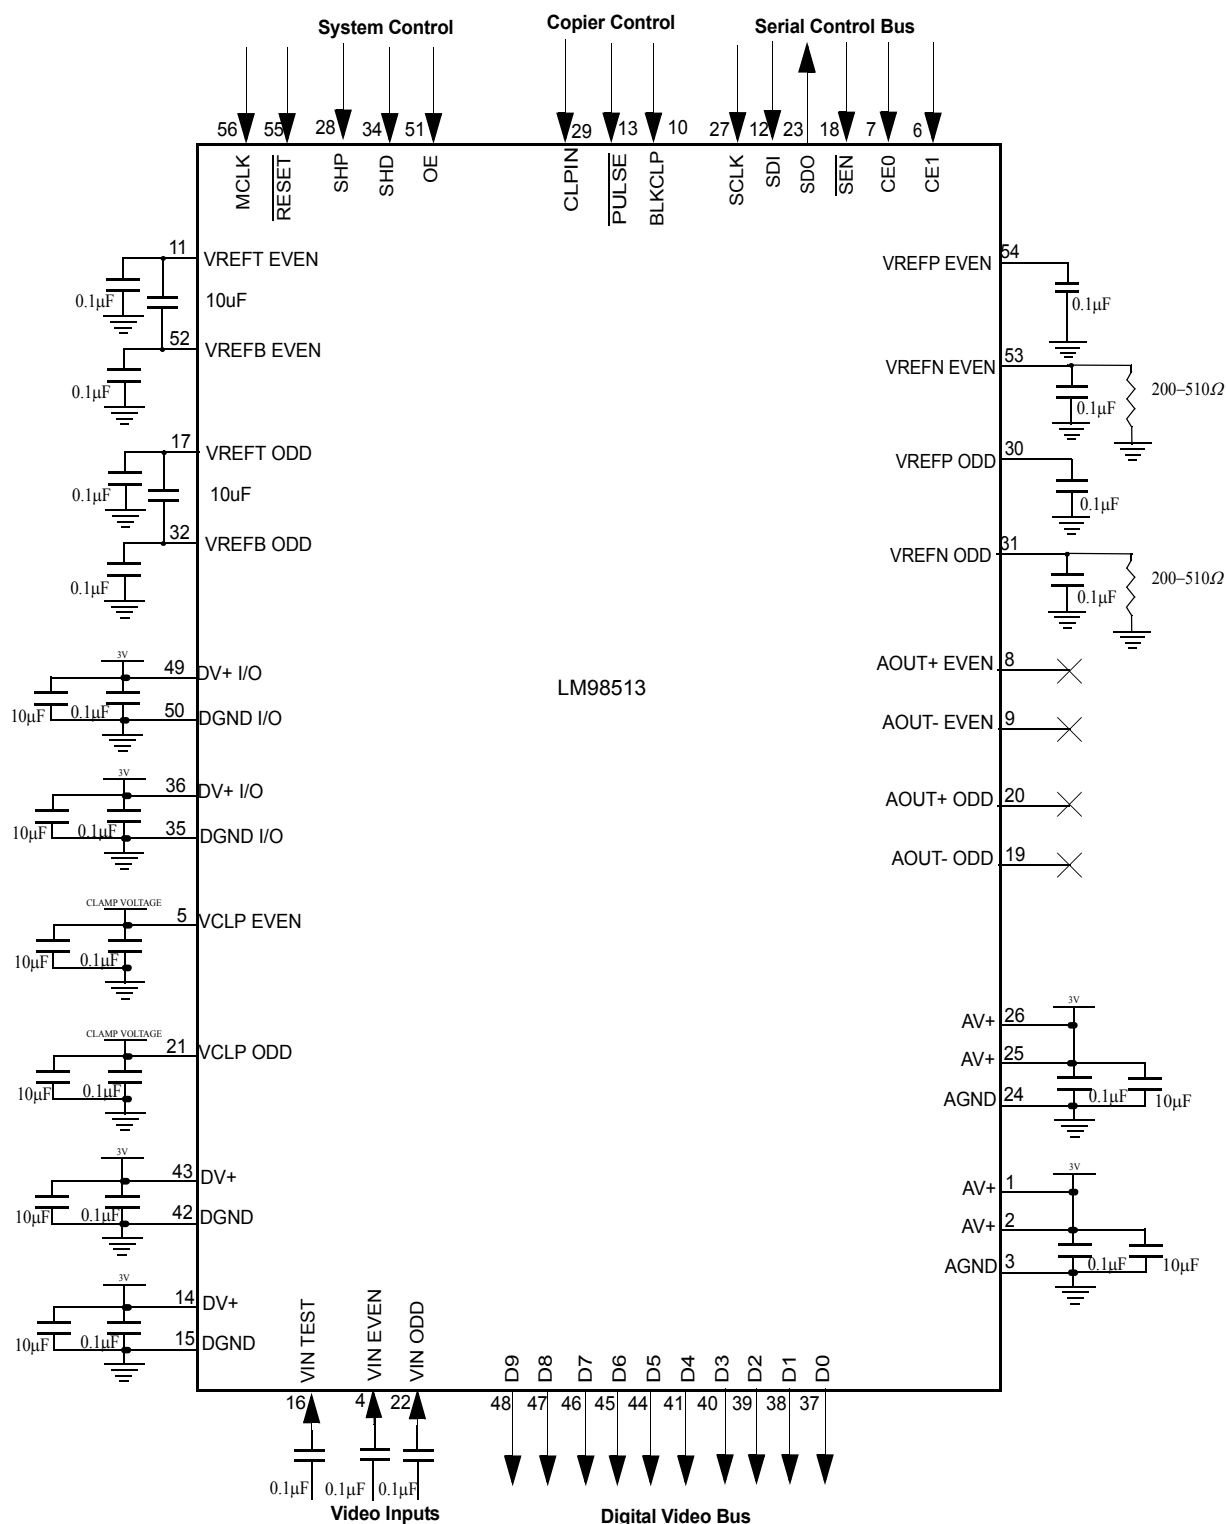 System Control
Copier Control
Serial Control Bus
56
55
28
34
51
29
13
10
27
12
23
18
7
6
MCLK
RESET
SHP
SHD
OE
CLPIN
PULSE
BLKCLP
SCLK
SDI
SDO
SEN
CE0
CE1
11
VREFT EVEN
0.1μF
10uF
52
VREFB EVEN
0.1μF
17
VREFT ODD
0.1μF
10uF
32
VREFB ODD
0.1μF
3V
49
DV+ I/O
10μF
0.1μF
50
DGND I/O
3V
36
DV+ I/O
10μF
0.1μF
35
DGND I/O
CLAMP VOLTAGE
5
VCLP EVEN
10μF
0.1μF
CLAMP VOLTAGE
21
VCLP ODD
10μF
0.1μF
3V
43
DV+
10μF
0.1μF
42
DGND
3V
14
DV+
10μF
0.1μF
15
DGND
LM98513
VREFP EVEN
54
0.1μF
VREFN EVEN
53
0.1μF
200–510Ω
VREFP ODD
30
0.1μF
VREFN ODD
31
0.1μF
200–510Ω
AOUT+ EVEN
8
AOUT- EVEN
9
AOUT+ ODD
20
AOUT- ODD
19
3V
AV+
26
AV+
25
AGND
24
0.1μF
10μF
3V
AV+
1
AV+
2
AGND
3
0.1μF
10μF
VIN TEST
VIN EVEN
VIN ODD
16
4
22
0.1μF
0.1μF
0.1μF
Video Inputs
D9
D8
D7
D6
D5
D4
D3
D2
D1
D0
48
47
46
45
44
41
40
39
38
37
Digital Video Bus